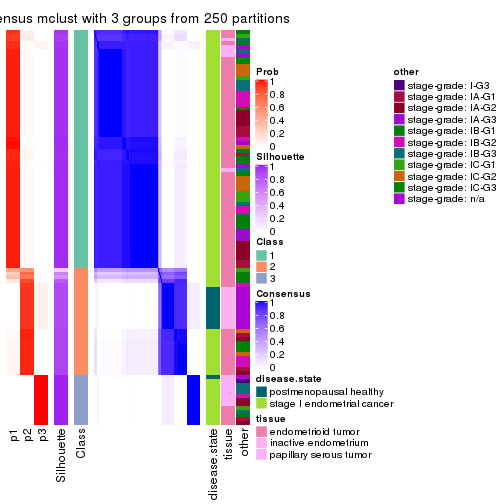 ensus mclust with 3 groups from 250 partitions
p1
p2
p3
Silhouette
Class
disease.state
tissue
other
Prob
1
0.8
0.6
0.4
0.2
0
Silhouette
1
0.8
0.6
0.4
0.2
0
Class
1
2
3
Consensus
1
0.8
0.6
0.4
0.2
0
disease.state
postmenopausal healthy
stage I endometrial cancer
tissue
endometrioid tumor
inactive endometrium
papillary serous tumor
other
stage-grade: I-G3
stage-grade: IA-G1
stage-grade: IA-G2
stage-grade: IA-G3
stage-grade: IB-G1
stage-grade: IB-G2
stage-grade: IB-G3
stage-grade: IC-G1
stage-grade: IC-G2
stage-grade: IC-G3
stage-grade: n/a